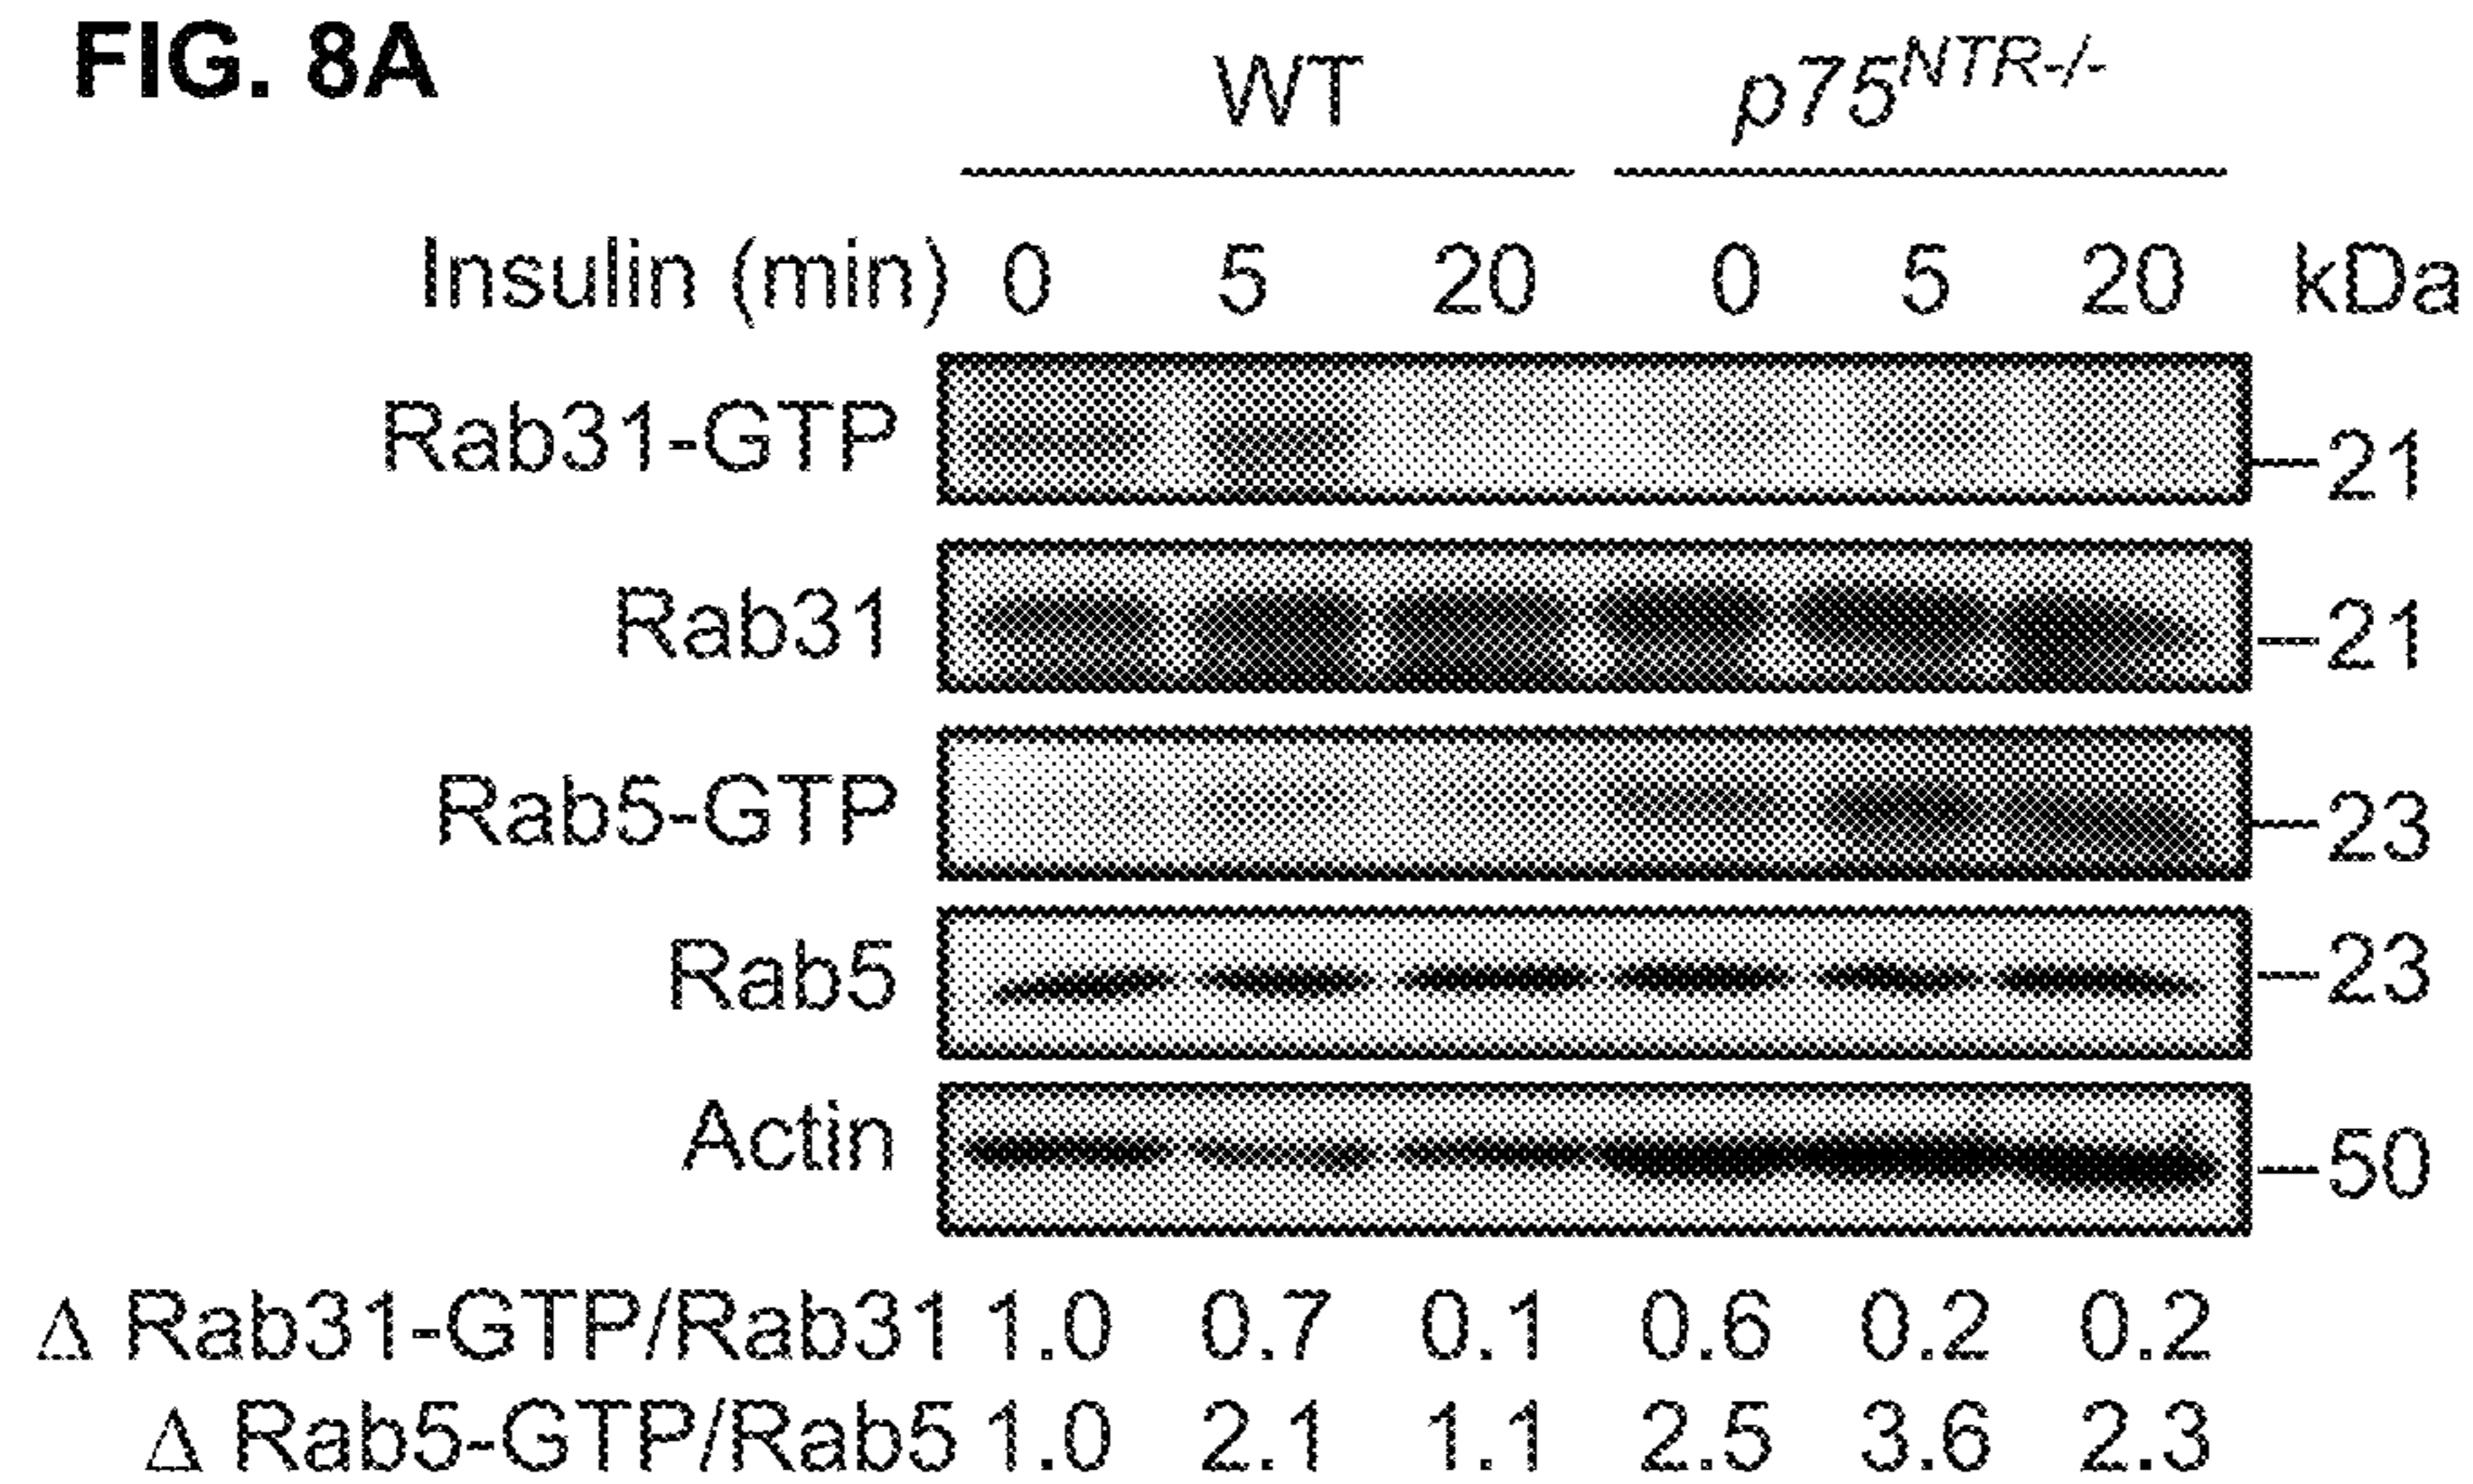 FIG. 8A
WT p75NTR-/-
Insulin (min) 0 5 20 0 5 20 kDa
Rab31-GTP -21
Rab31 -21
Rab5-GTP -23
Rab5 -23
Actin -50
Δ Rab31-GTP/Rab31 1.0 0.7 0.1 0.6 0.2 0.2
Δ Rab5-GTP/Rab5 1.0 2.1 1.1 2.5 3.6 2.3